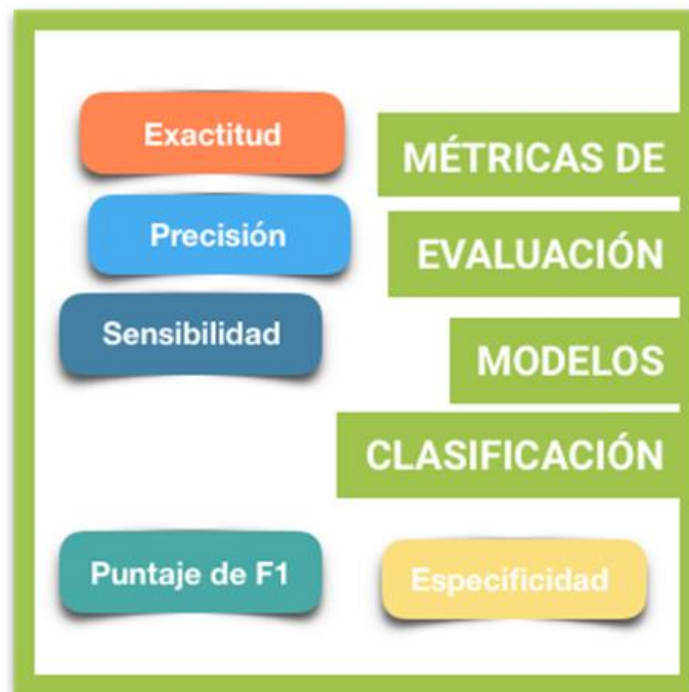 Exactitud
MÉTRICAS DE
Precisión
EVALUACIÓN
Sensibilidad
MODELOS
CLASIFICACIÓN
Puntaje de F1
Especificidad